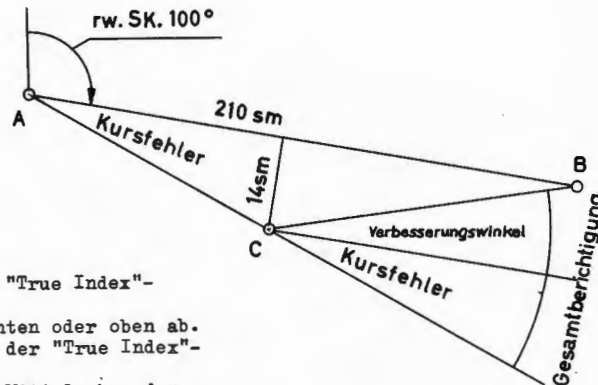 rw. SK. 100°
A
210 sm
Kursfehler
14sm
B
C
Verbesserungswinkel
Kursfehler
Gesamtberichtigung
"True Index"-
nten oder oben ab.
der "True Index"-